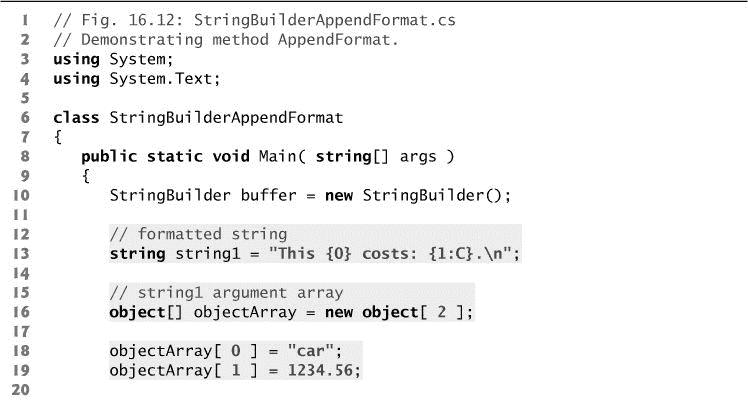 1 // Fig. 16.12: StringBuilderAppendFormat.cs
2 // Demonstrating method AppendFormat.
3 using System;
4 using System.Text;
5
6 class StringBuilderAppendFormat
7 {
8 public static void Main( string[] args )
9 {
10 StringBuilder buffer = new StringBuilder();
11
12 // formatted string
13 string string1 = "This {0} costs: {1:C}.\n";
14
15 // string1 argument array
16 object[] objectArray = new object[ 2 ];
17
18 objectArray[ 0 ] = "car";
19 objectArray[ 1 ] = 1234.56;
20